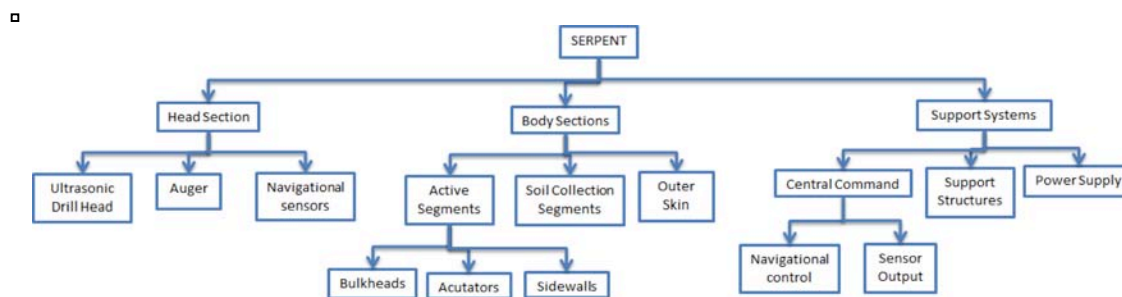 SERPENT
Head Section
Body Sections
Support Systems
Ultrasonic
Drill Head
Auger
Navigational
sensors
Active
Segments
Soil Collection
Segments
Outer
Skin
Central Command
Support
Structures
Power Supply
Bulkheads
Acutators
Sidewalls
Navigational
control
Sensor
Output